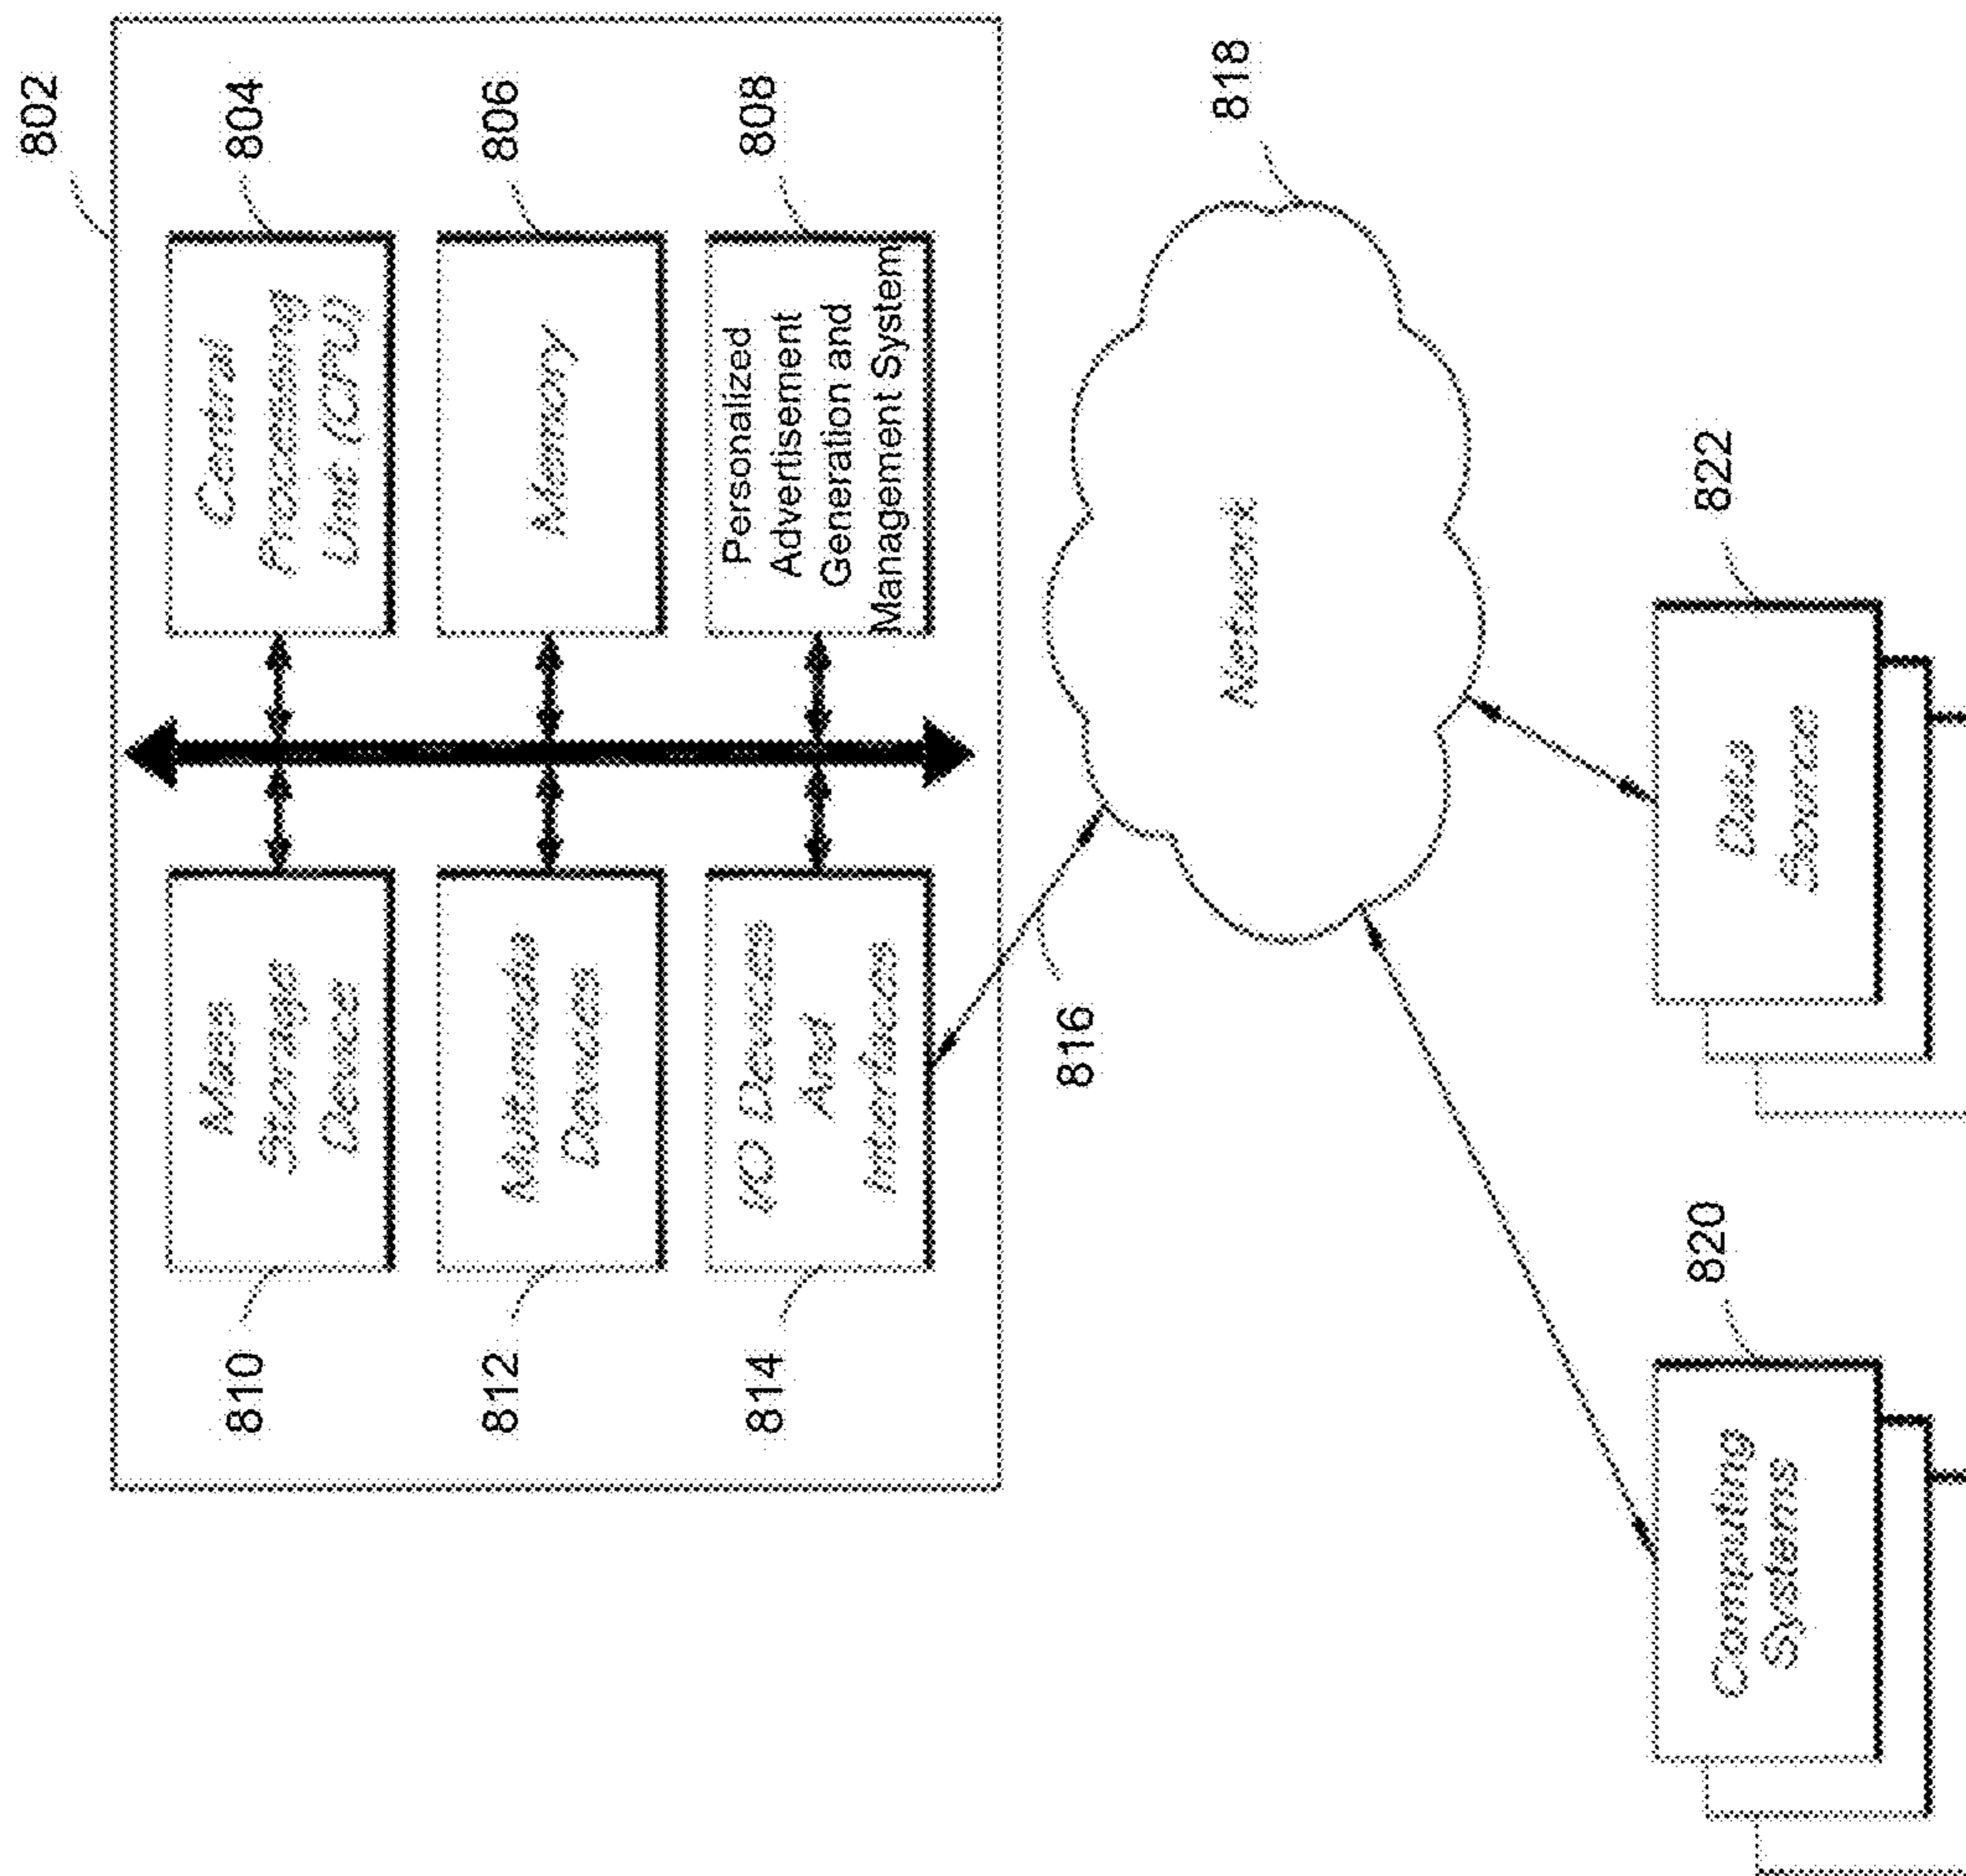 802
810
Mass
Storage
Device
Central
Processing
Unit (CPU)
804
812
Multimedia
Devices
Memory
806
814
I/O Devices
And
Interfaces
Personalized
Advertisement
Generation and
Management System
808
816
Network
818
820
Computing
Systems
822
Data
Sources